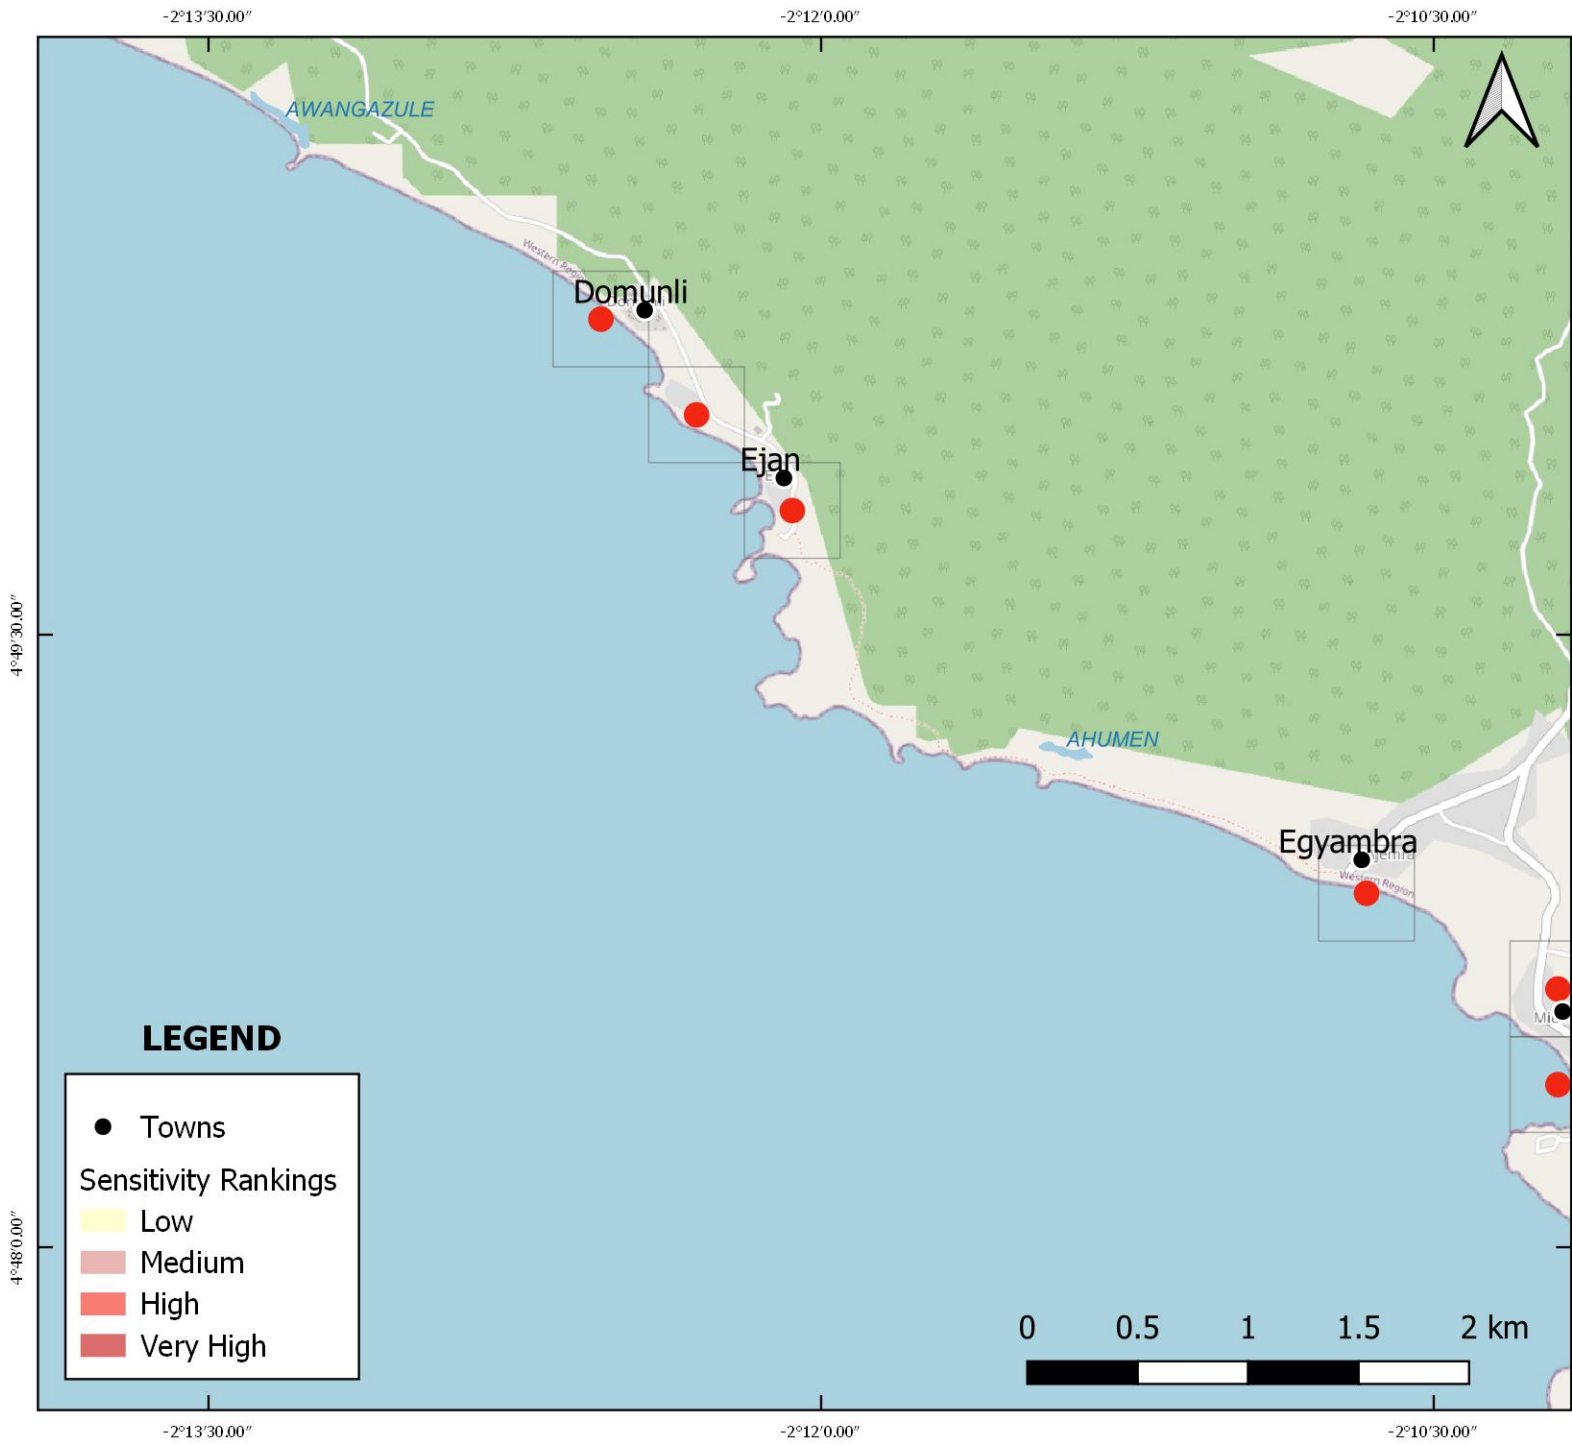 -2°13'30.00"
-2°12'0.00"
-2°10'30.00"
AWANGAZULE
Western Region
Domunli
Ejan
4°49'30.00"
AHUMEN
Egyambra
Western Region
LEGEND
Towns
Sensitivity Rankings
Low
Medium
High
Very High
4°48'0.00"
0 0.5 1 1.5 2 km
-2°13'30.00"
-2°12'0.00"
-2°10'30.00"